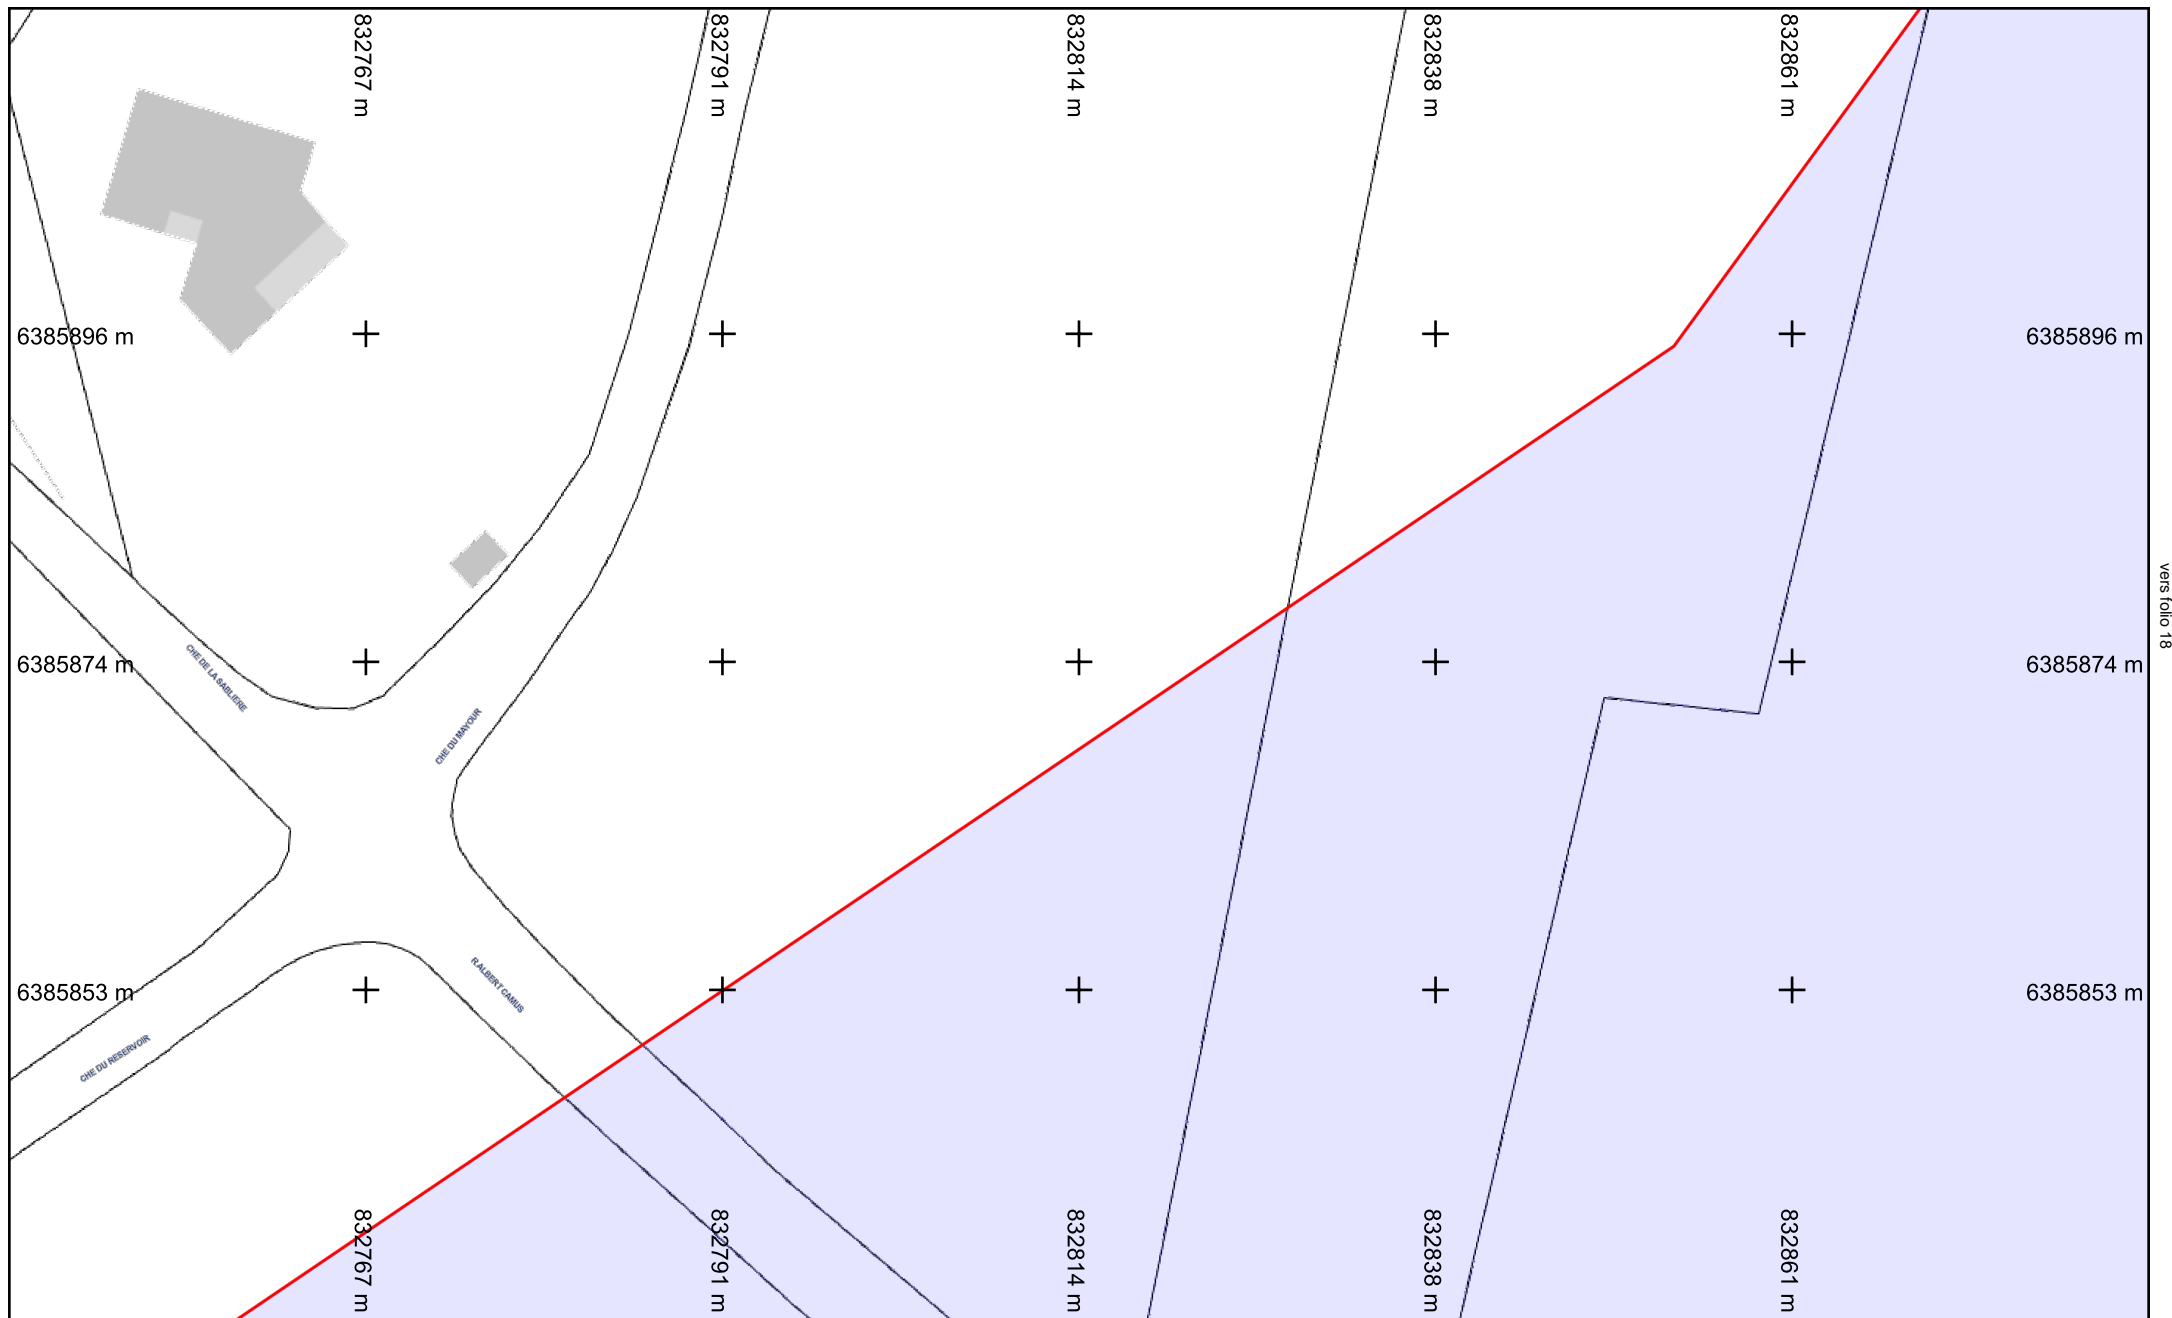 832767 m
832791 m
832814 m
832838 m
832861 m
6385896 m
6385896 m
vers folio 18
6385874 m
6385874 m
CHE DE LA SABLIERE
CHE DU MAYOUR
R ALBERT CAMUS
6385853 m
6385853 m
CHE DU RESERVOIR
832767 m
832791 m
832814 m
832838 m
832861 m